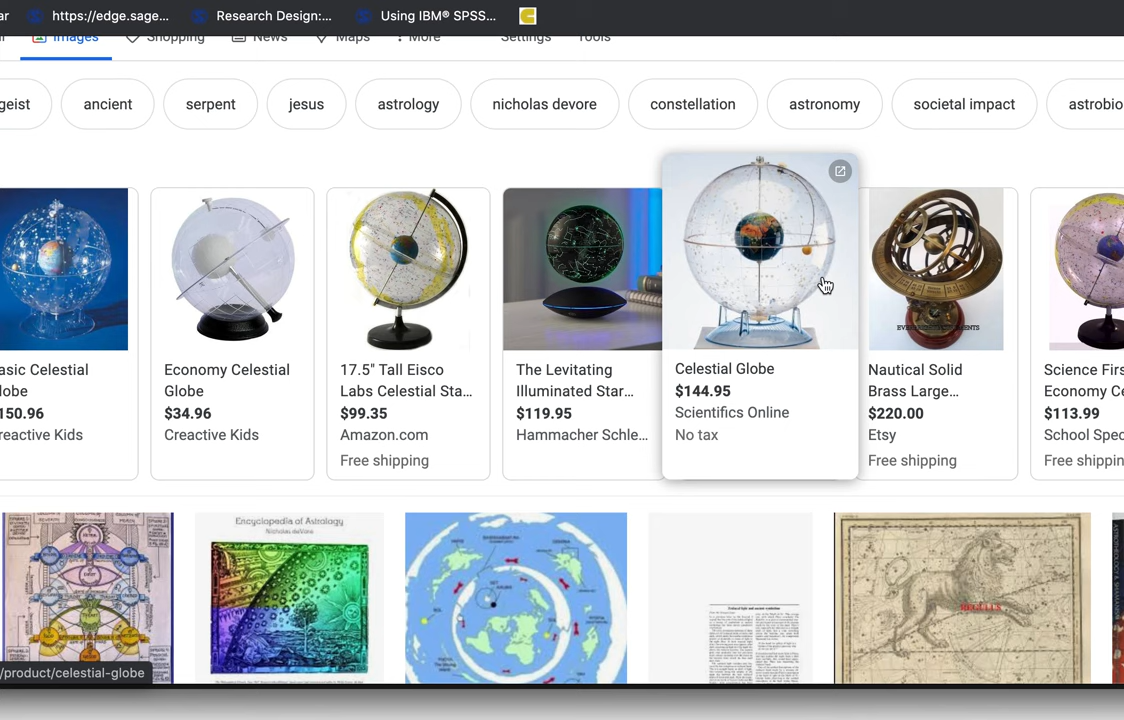 ar https://edge.sage... Research Design:... Using IBM® SPSS...
Images Shopping News Maps More Settings Tools
geist ancient serpent jesus astrology nicholas devore constellation astronomy societal impact astrobio
asic Celestial
lobe
150.96
reactive Kids
Economy Celestial
Globe
$34.96
Creactive Kids
17.5" Tall Eisco
Labs Celestial Sta...
$99.35
Amazon.com
Free shipping
The Levitating
Illuminated Star...
$119.95
Hammacher Schle...
Celestial Globe
$144.95
Scientifics Online
No tax
Nautical Solid
Brass Large...
$220.00
Etsy
Free shipping
Science Firs
Economy Ce
$113.99
School Spec
Free shippin
Encyclopedia of Astrology
Nicholas deVore
REGULUS
/product/celestial-globe